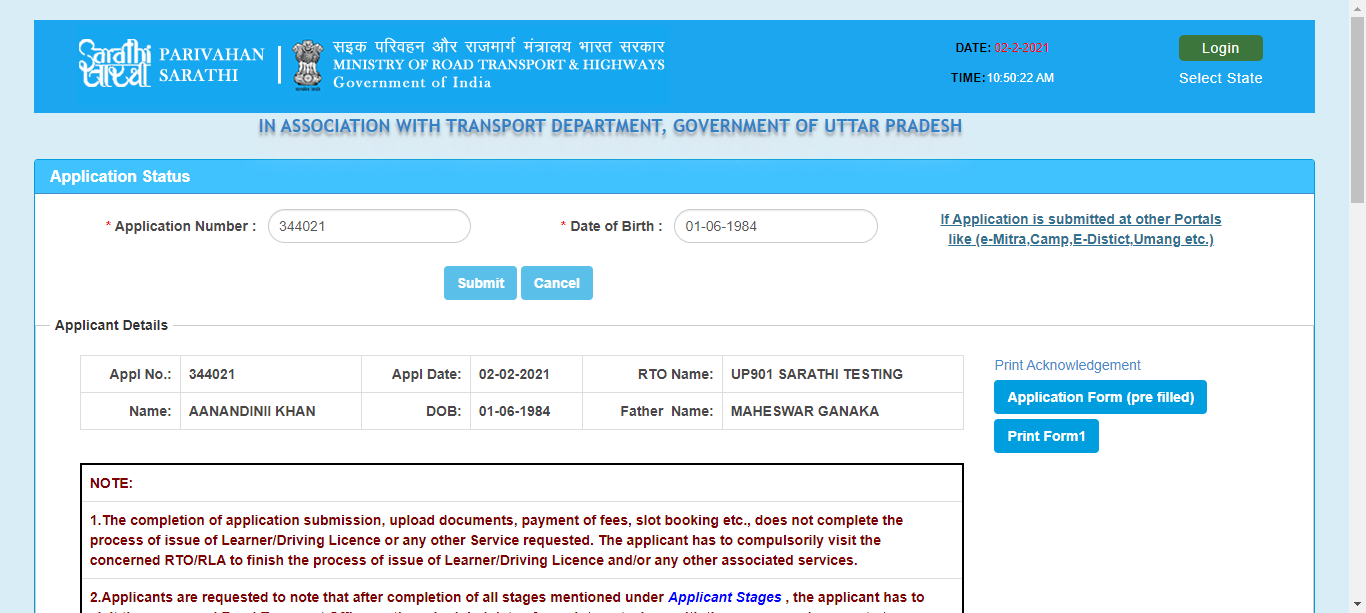 Sarathi
सारथी
PARIVAHAN
SARATHI
सड़क परिवहन और राजमार्ग मंत्रालय भारत सरकार
MINISTRY OF ROAD TRANSPORT & HIGHWAYS
Government of India
DATE: 02-2-2021
TIME: 10:50:22 AM
Login
Select State
IN ASSOCIATION WITH TRANSPORT DEPARTMENT, GOVERNMENT OF UTTAR PRADESH
Application Status
* Application Number : 344021
* Date of Birth : 01-06-1984
If Application is submitted at other Portals
like (e-Mitra,Camp,E-Distict,Umang etc.)
Submit Cancel
Applicant Details
Appl No.: 344021 Appl Date: 02-02-2021 RTO Name: UP901 SARATHI TESTING
Name: AANANDINII KHAN DOB: 01-06-1984 Father Name: MAHESWAR GANAKA
Print Acknowledgement
Application Form (pre filled)
Print Form1
NOTE:
1.The completion of application submission, upload documents, payment of fees, slot booking etc., does not complete the
process of issue of Learner/Driving Licence or any other Service requested. The applicant has to compulsorily visit the
concerned RTO/RLA to finish the process of issue of Learner/Driving Licence and/or any other associated services.
2.Applicants are requested to note that after completion of all stages mentioned under Applicant Stages , the applicant has to